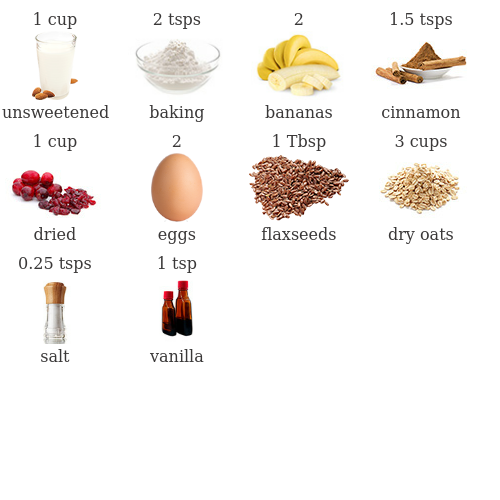 1 cup 2 tsps 2 1.5 tsps
unsweetened baking bananas cinnamon
1 cup 2 1 Tbsp 3 cups
dried eggs flaxseeds dry oats
0.25 tsps 1 tsp
salt vanilla